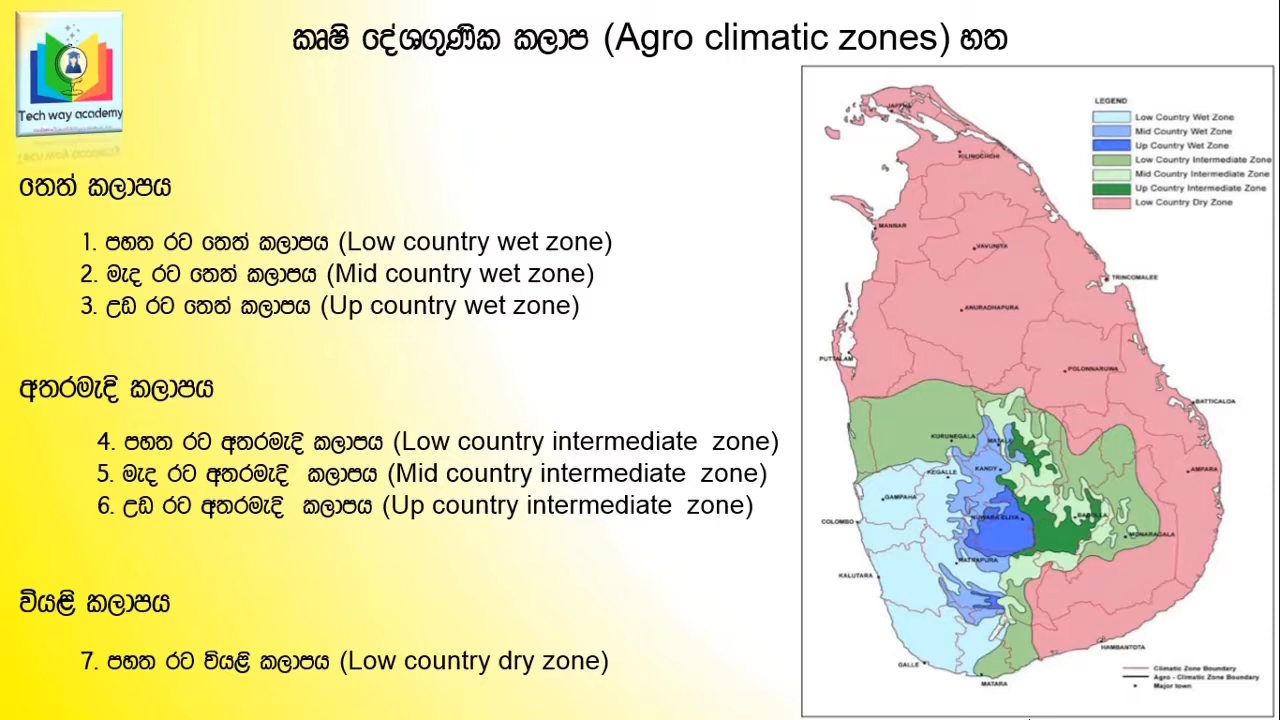 කෘෂි දේශගුණික කලාප (Agro climatic zones) හත
Tech way academy
තෙත් කලාපය
1. පහත රට තෙත් කලාපය (Low country wet zone)
2. මැද රට තෙත් කලාපය (Mid country wet zone)
3. උඩ රට තෙත් කලාපය (Up country wet zone)
අතරමැදි කලාපය
4. පහත රට අතරමැදි කලාපය (Low country intermediate zone)
5. මැද රට අතරමැදි කලාපය (Mid country intermediate zone)
6. උඩ රට අතරමැදි කලාපය (Up country intermediate zone)
වියළි කලාපය
7. පහත රට වියළි කලාපය (Low country dry zone)
LEGEND
Low Country Wet Zone
Mid Country Wet Zone
Up Country Wet Zone
Low Country Intermediate Zone
Mid Country Intermediate Zone
Up Country Intermediate Zone
Low Country Dry Zone
JAFFNA
KILINOCHCHI
MANNAR
VAVUNIYA
TRINCOMALEE
ANURADHAPURA
PUTTALAM
POLONNARUWA
BATTICALOA
KURUNEGALA
MATALE
KEGALLE
KANDY
AMPARA
GAMPAHA
COLOMBO
NUWARA ELIYA
BADULLA
MONARAGALA
RATNAPURA
KALUTARA
HAMBANTOTA
GALLE
MATARA
Climatic Zone Boundary
Agro - Climatic Zone Boundary
Major town